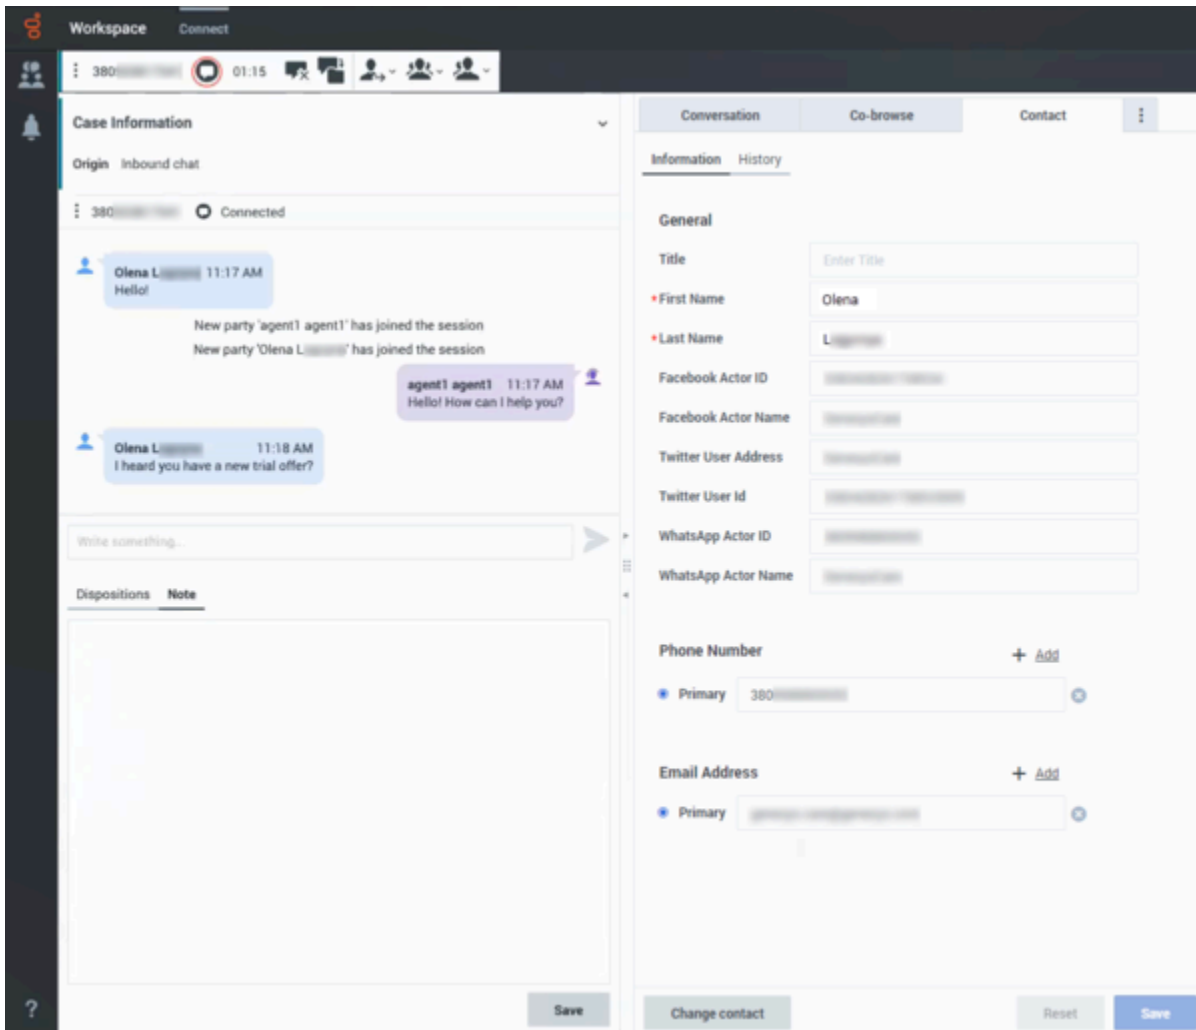 Workspace Connect
380 01:15
Case Information
Origin Inbound chat
380 Connected
Olena L 11:17 AM
Hello!
New party 'agent1 agent1' has joined the session
New party 'Olena L ' has joined the session
agent1 agent1 11:17 AM
Hello! How can I help you?
Olena L 11:18 AM
I heard you have a new trial offer?
Write something...
Dispositions Note
Save
?
Conversation Co-browse Contact
Information History
General
Title Enter Title
*First Name Olena
*Last Name L
Facebook Actor ID
Facebook Actor Name
Twitter User Address
Twitter User Id
WhatsApp Actor ID
WhatsApp Actor Name
Phone Number + Add
Primary 380
Email Address + Add
Primary
Change contact Reset Save